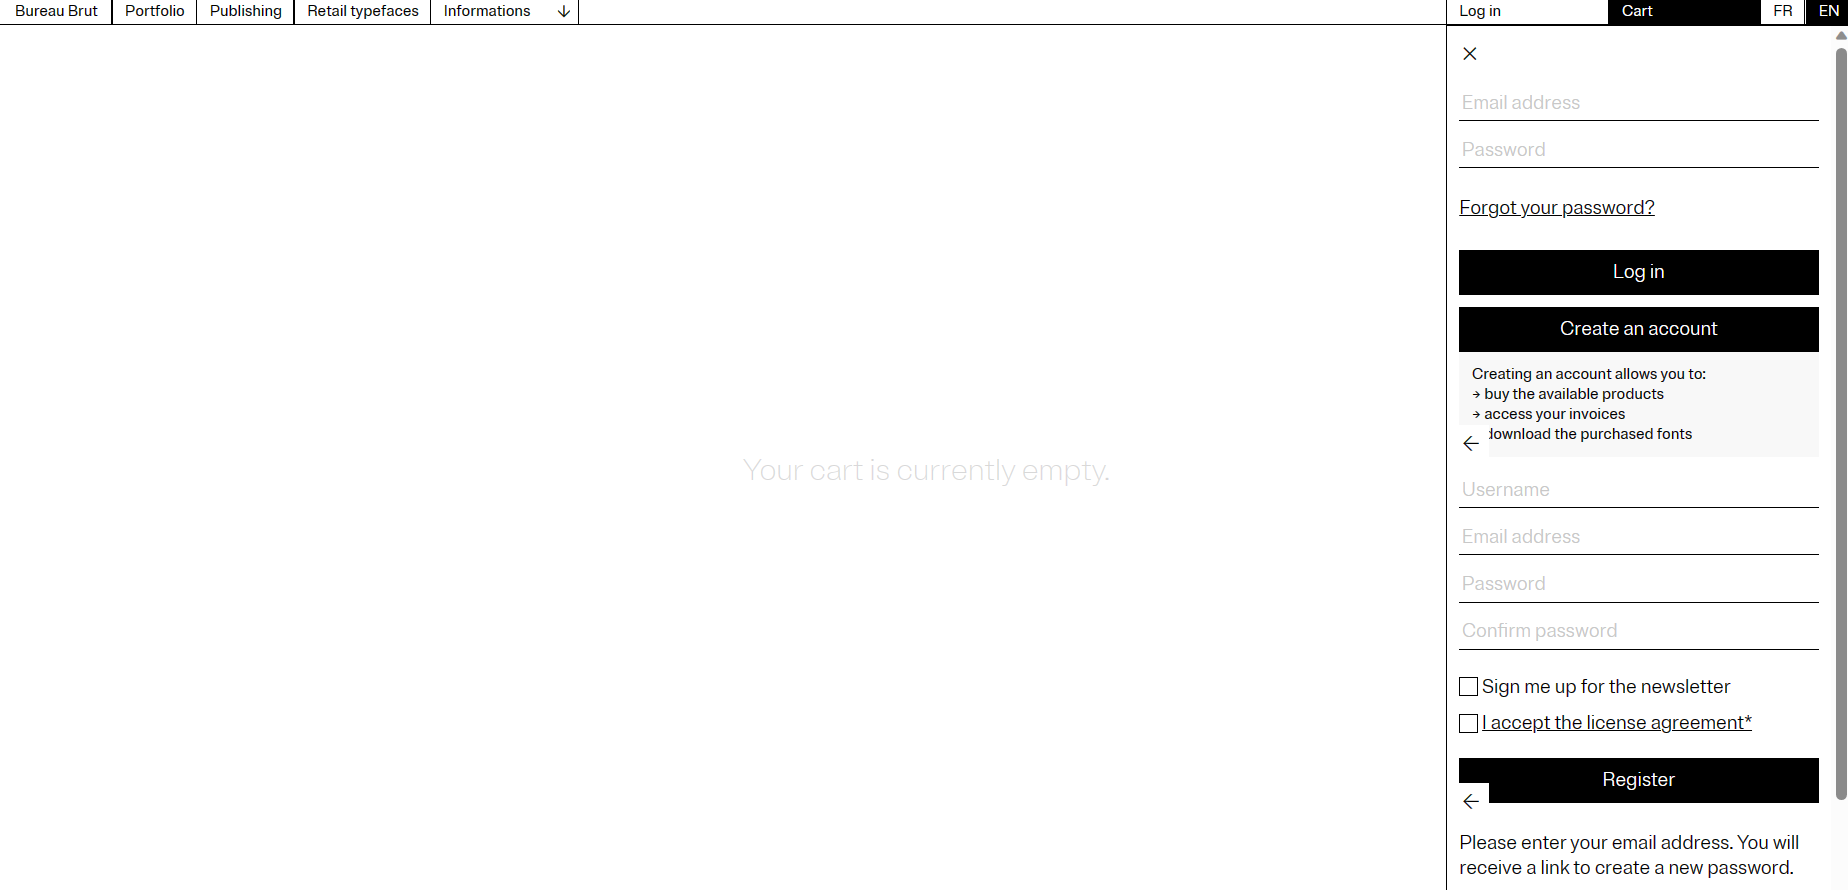 Bureau Brut Portfolio Publishing Retail typefaces Informations ↓ Log in Cart FR EN
Email address
Password
Forgot your password?
Log in
Create an account
Creating an account allows you to:
→ buy the available products
→ access your invoices
download the purchased fonts
Your cart is currently empty.
Username
Email address
Password
Confirm password
Sign me up for the newsletter
I accept the license agreement*
Register
Please enter your email address. You will
receive a link to create a new password.